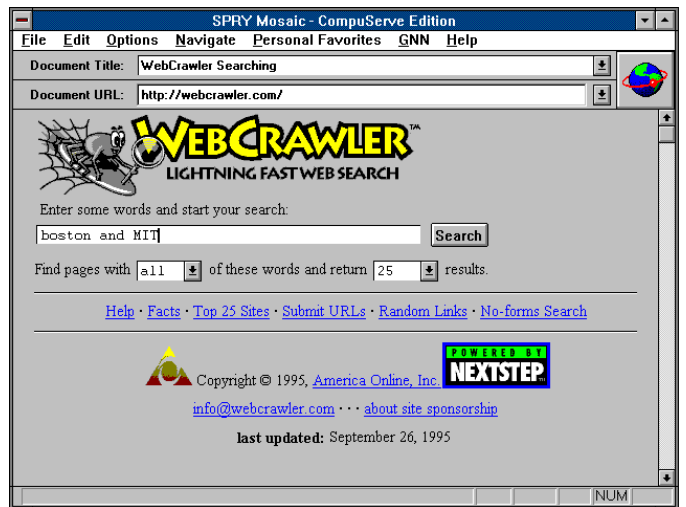 SPRY Mosaic - CompuServe Edition
File Edit Options Navigate Personal Favorites GNN Help
Document Title: WebCrawler Searching
Document URL: http://webcrawler.com/
WEBCRAWLER™
LIGHTNING FAST WEB SEARCH
Enter some words and start your search:
boston and MIT Search
Find pages with all of these words and return 25 results.
Help · Facts · Top 25 Sites · Submit URLs · Random Links · No-forms Search
POWERED BY
NEXTSTEP
Copyright © 1995, America Online, Inc.
info@webcrawler.com · · · about site sponsorship
last updated: September 26, 1995
NUM